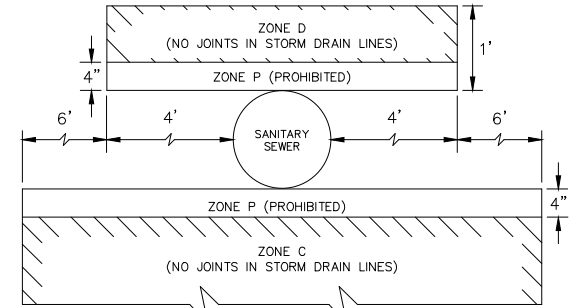 ZONE D
(NO JOINTS IN STORM DRAIN LINES)
1'
4"
ZONE P (PROHIBITED)
6'
4'
4'
6'
SANITARY
SEWER
ZONE P (PROHIBITED)
4"
ZONE C
(NO JOINTS IN STORM DRAIN LINES)